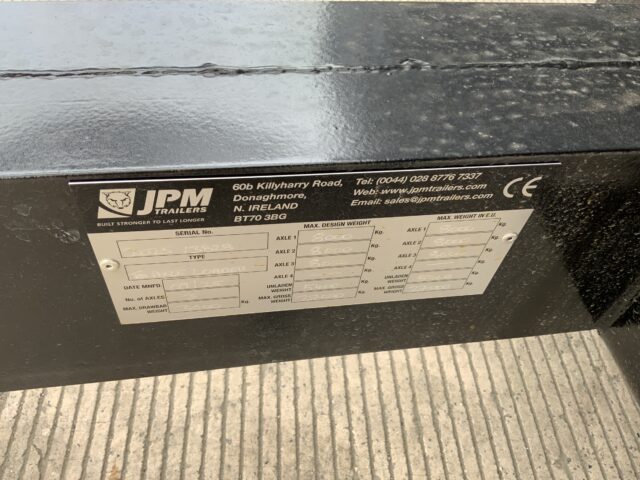 JPM
TRAILERS
BUILT STRONGER TO LAST LONGER
60b Killyharry Road,
Donaghmore,
N. IRELAND
BT70 3BG
Tel: (0044) 028 8776 7337
Web: www.jpmtrailers.com
Email: sales@jpmtrailers.com
CE
SERIAL No.
TYPE
DATE MNFD.
No. of AXLES
MAX. DRAWBAR WEIGHT Kg.
MAX. DESIGN WEIGHT
AXLE 1 Kg.
AXLE 2 Kg.
AXLE 3 Kg.
AXLE 4 Kg.
UNLADEN WEIGHT Kg.
MAX. GROSS WEIGHT Kg.
MAX. WEIGHT IN E.U.
AXLE 1 Kg.
AXLE 2 Kg.
AXLE 3 Kg.
AXLE 4 Kg.
UNLADEN WEIGHT Kg.
MAX. GROSS WEIGHT Kg.